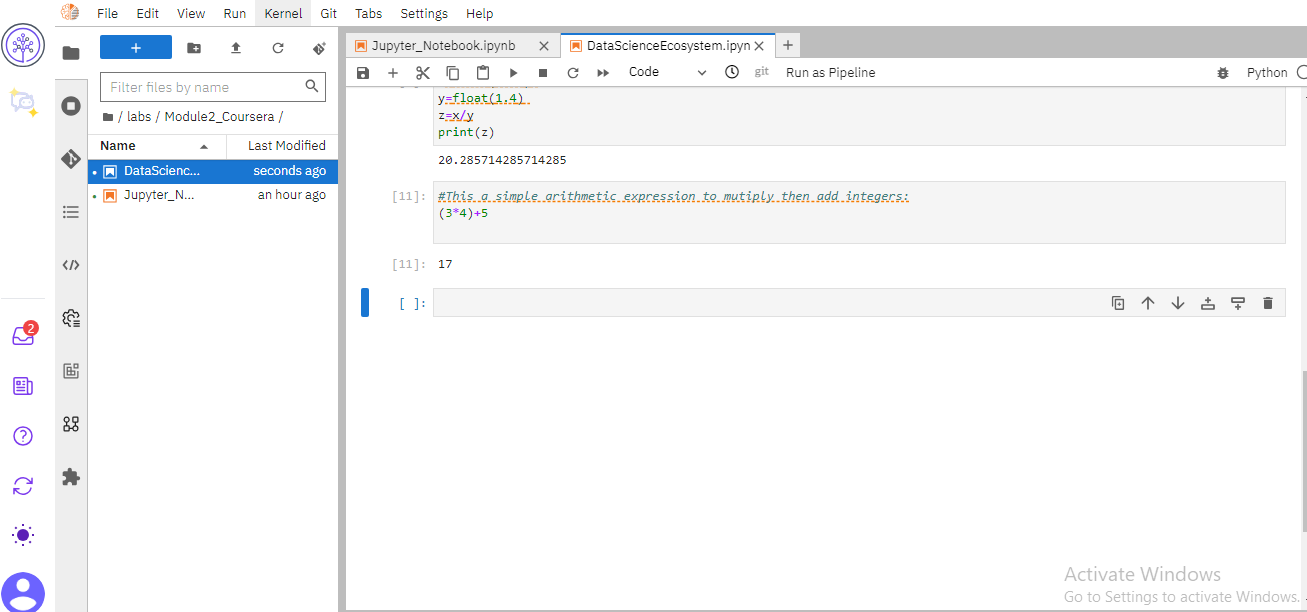 File Edit View Run Kernel Git Tabs Settings Help
Jupyter_Notebook.ipynb
DataScienceEcosystem.ipyn
Code
git
Run as Pipeline
Python
Filter files by name
/ labs / Module2_Coursera /
Name
Last Modified
DataScienc... seconds ago
Jupyter_N... an hour ago
2
y=float(1.4)
z=x/y
print(z)
20.285714285714285
[11]: #This a simple arithmetic expression to mutiply then add integers:
(3*4)+5
[11]: 17
[ ]:
Activate Windows
Go to Settings to activate Windows.